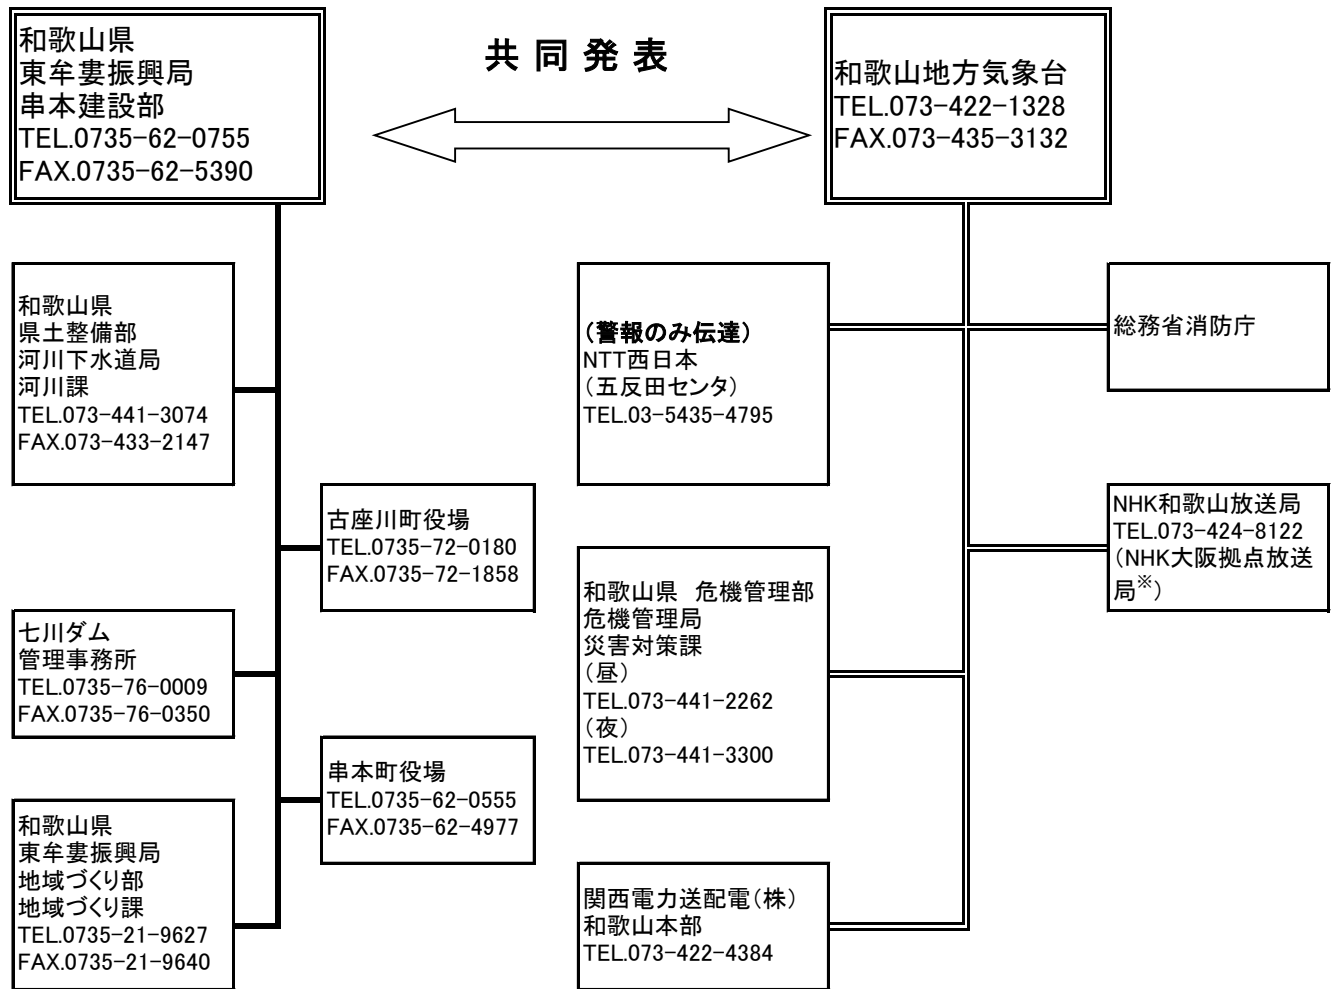 和歌山県
東牟婁振興局
串本建設部
TEL.0735-62-0755
FAX.0735-62-5390
共同発表
和歌山地方気象台
TEL.073-422-1328
FAX.073-435-3132
和歌山県
県土整備部
河川下水道局
河川課
TEL.073-441-3074
FAX.073-433-2147
古座川町役場
TEL.0735-72-0180
FAX.0735-72-1858
七川ダム
管理事務所
TEL.0735-76-0009
FAX.0735-76-0350
串本町役場
TEL.0735-62-0555
FAX.0735-62-4977
和歌山県
東牟婁振興局
地域づくり部
地域づくり課
TEL.0735-21-9627
FAX.0735-21-9640
（警報のみ伝達）
NTT西日本
（五反田センタ）
TEL.03-5435-4795
総務省消防庁
NHK和歌山放送局
TEL.073-424-8122
（NHK大阪拠点放送
局※）
和歌山県　危機管理部
危機管理局
災害対策課
（昼）
TEL.073-441-2262
（夜）
TEL.073-441-3300
関西電力送配電（株）
和歌山本部
TEL.073-422-4384